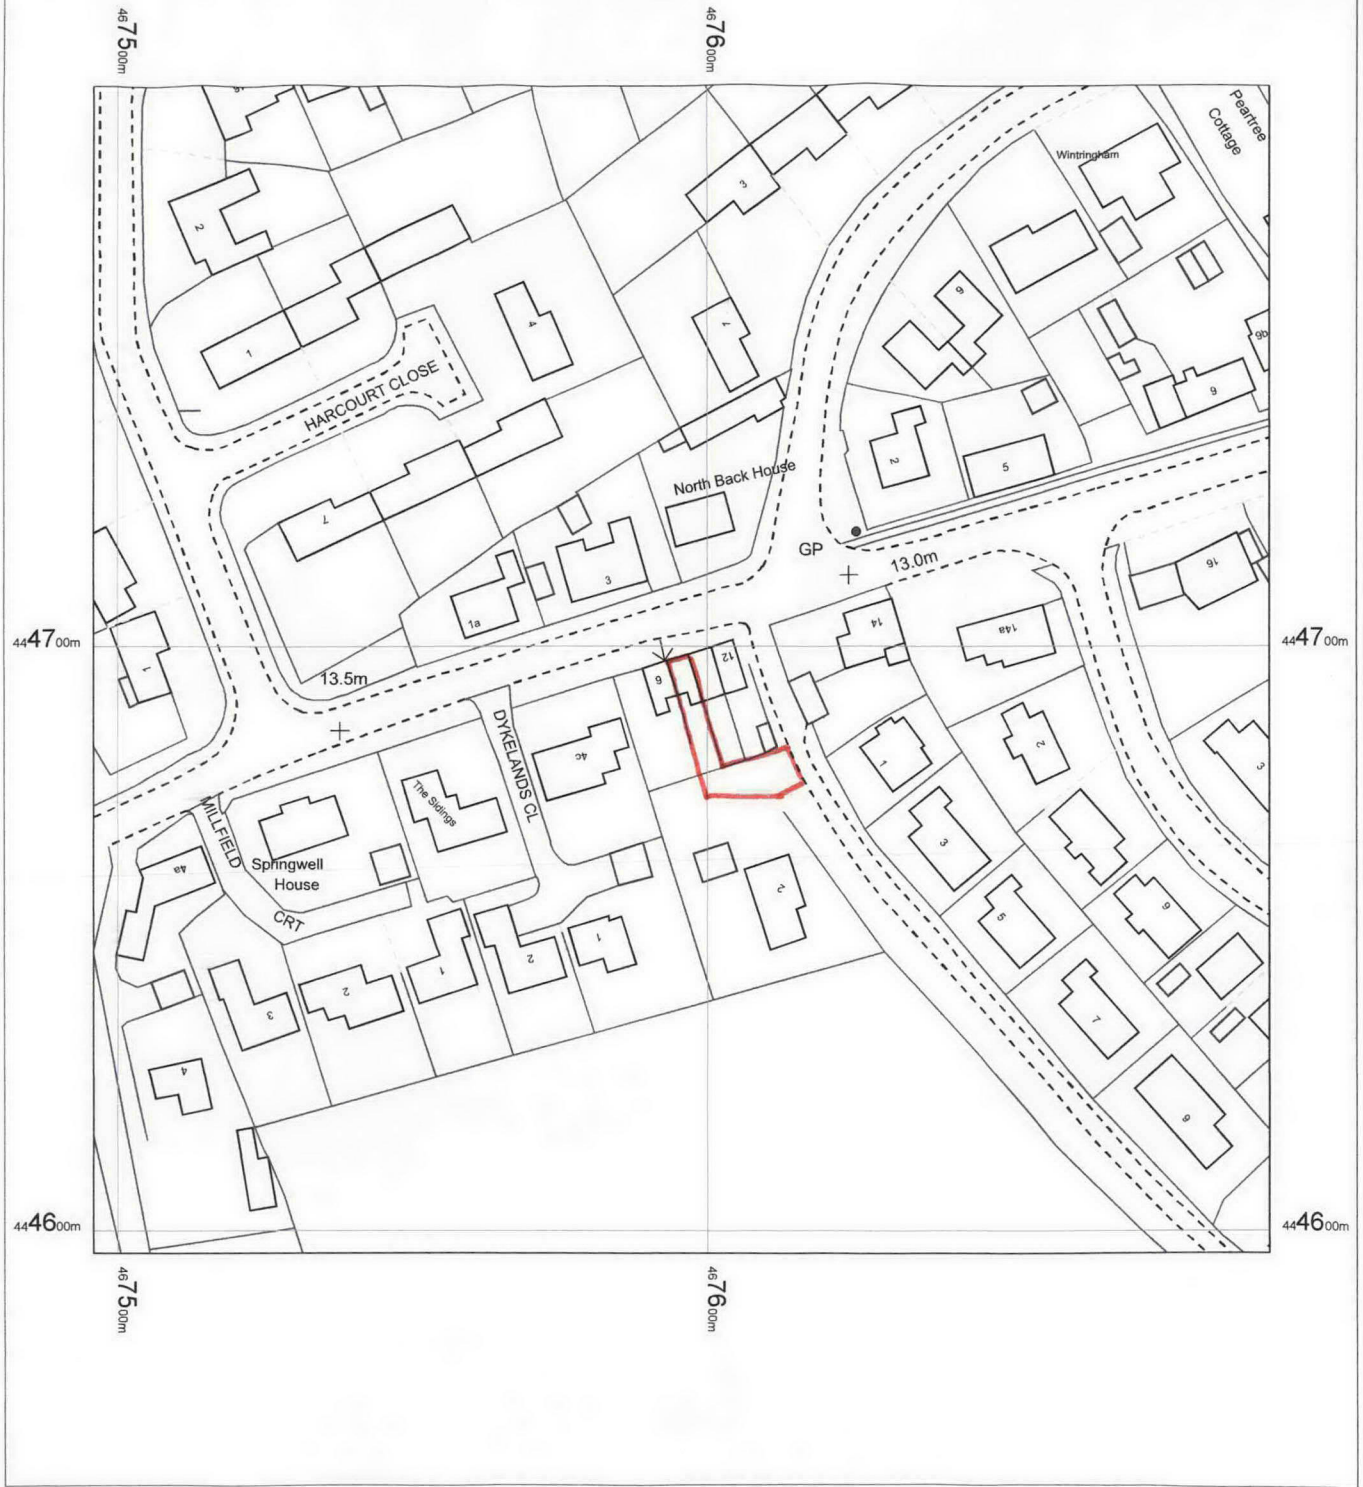 4675 00m
4676 00m
Peartree
Cottage
Wintringham
2
3
6
4
7
9b
1
HARCOURT CLOSE
9
2
5
North Back House
7
GP
13.0m
16
3
1a
14
14a
4447 00m
4447 00m
12
1
13.5m
6
DYKELANDS CL
4c
1
2
3
The Sidings
MILLFIELD
Springwell
House
3
4a
2
CRT
5
9
1
2
1
2
3
7
4
9
4446 00m
4446 00m
4675 00m
4676 00m